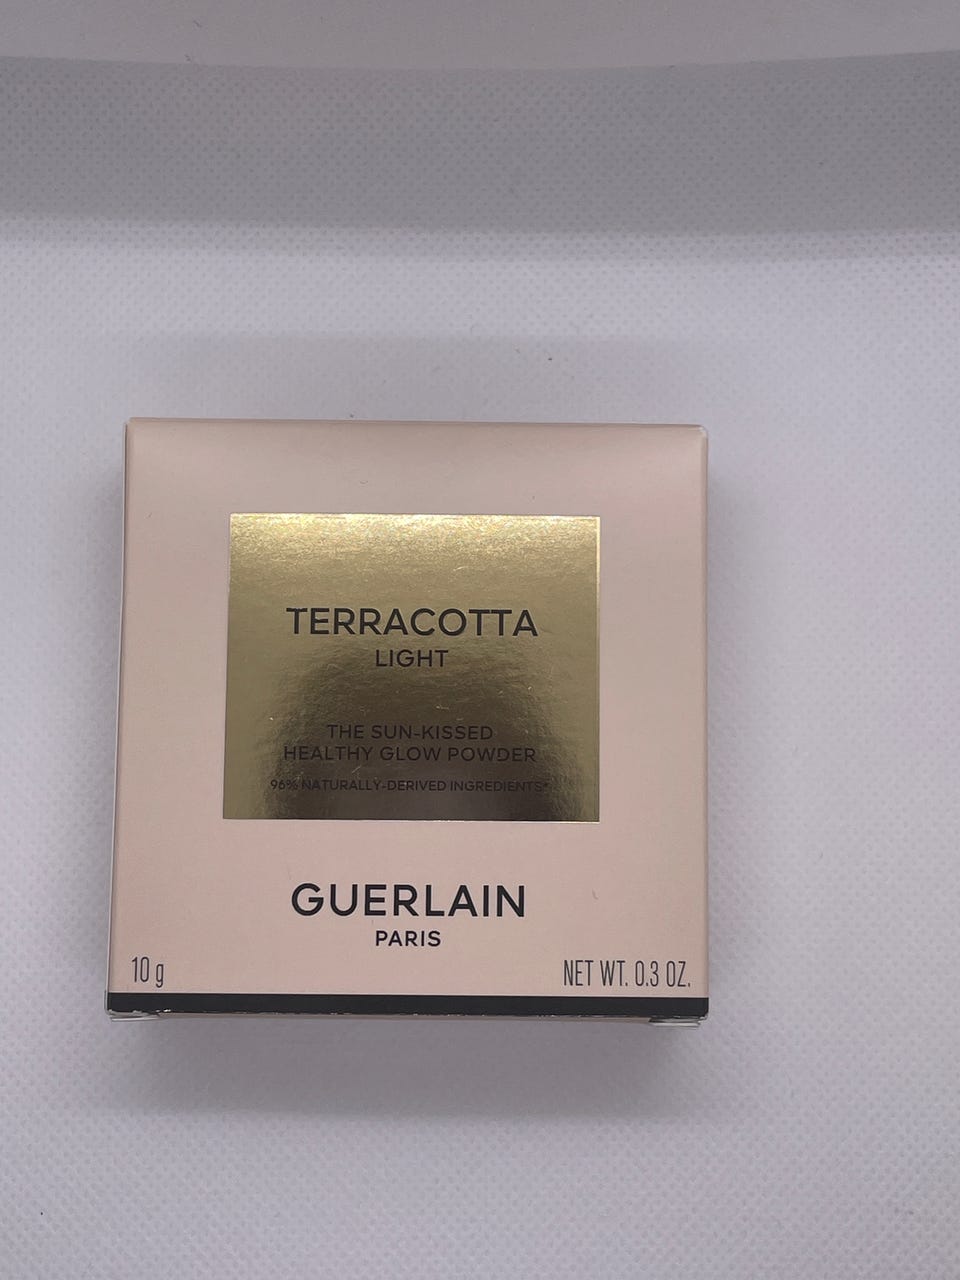 TERRACOTTA
LIGHT
THE SUN-KISSED
HEALTHY GLOW POWDER
96% NATURALLY-DERIVED INGREDIENTS*
GUERLAIN
PARIS
10 g
NET WT. 0.3 OZ.